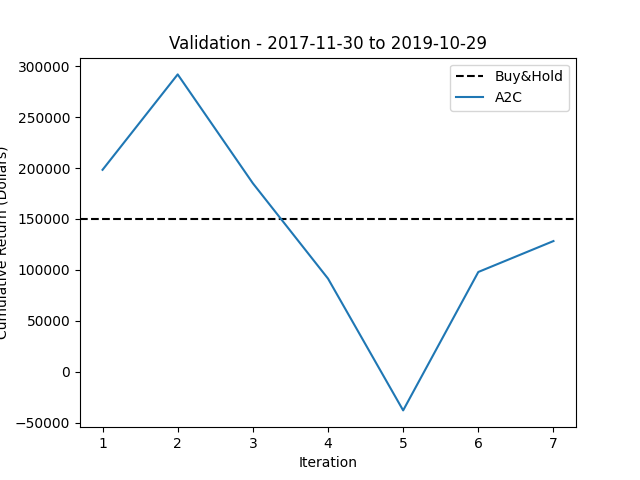 Validation - 2017-11-30 to 2019-10-29
Cumulative Return (Dollars)
300000
250000
200000
150000
100000
50000
0
−50000
Buy&Hold
A2C
1 2 3 4 5 6 7
Iteration